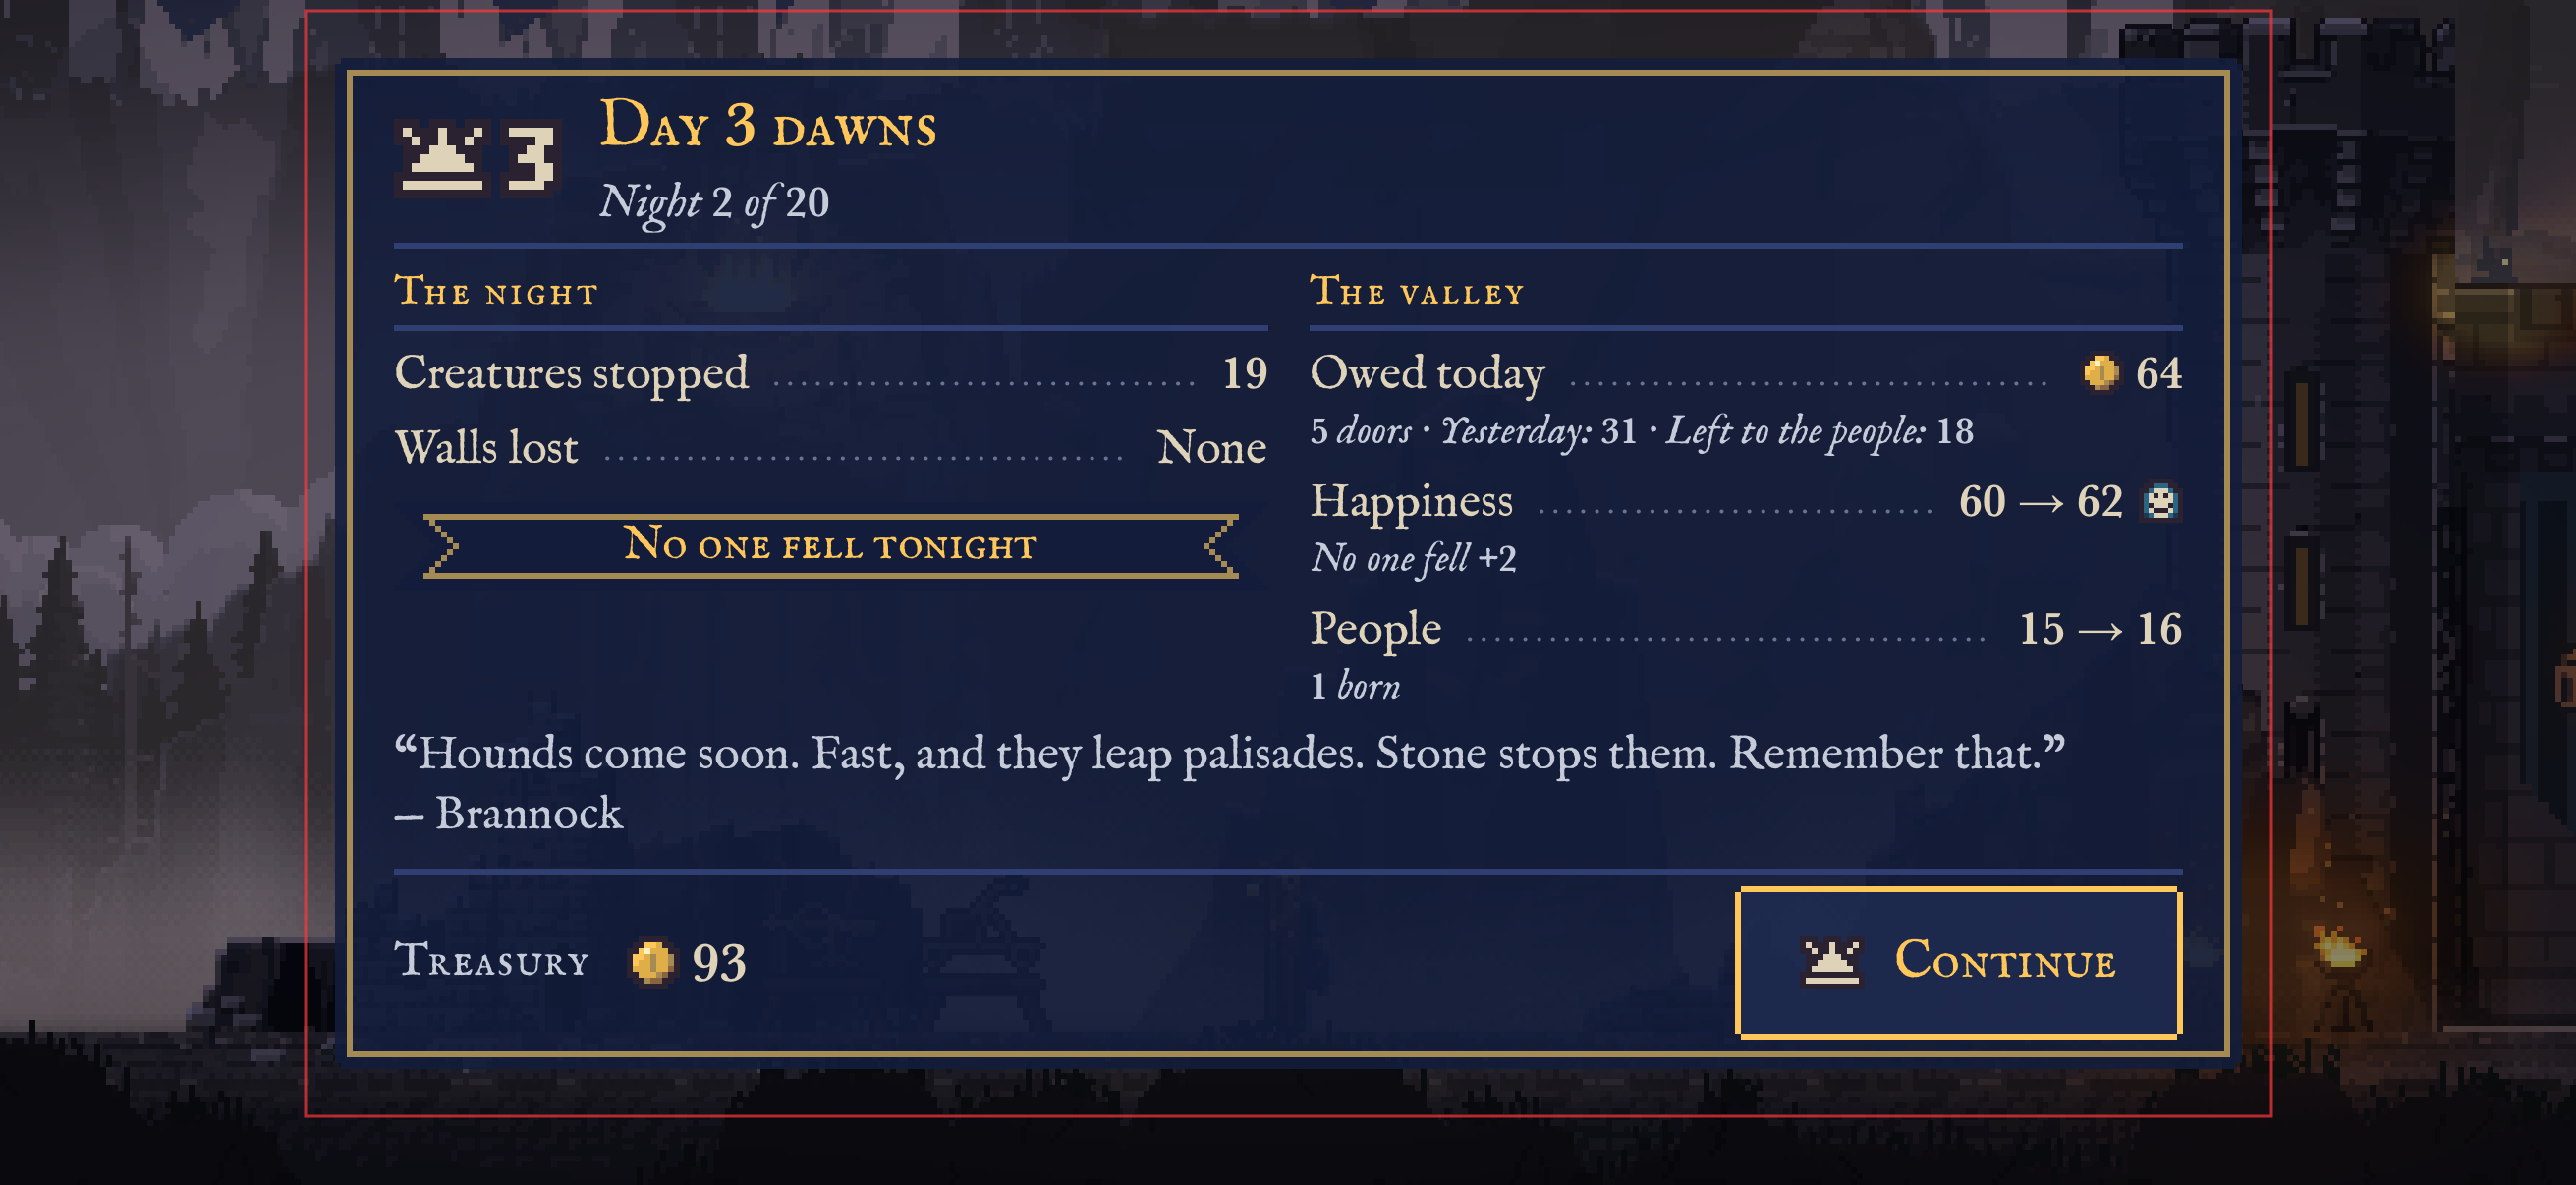 3
Day 3 dawns
Night 2 of 20
The night
Creatures stopped 19
Walls lost None
No one fell tonight
The valley
Owed today 64
5 doors · Yesterday: 31 · Left to the people: 18
Happiness 60 → 62
No one fell +2
People 15 → 16
1 born
“Hounds come soon. Fast, and they leap palisades. Stone stops them. Remember that.”
— Brannock
Treasury 93
Continue